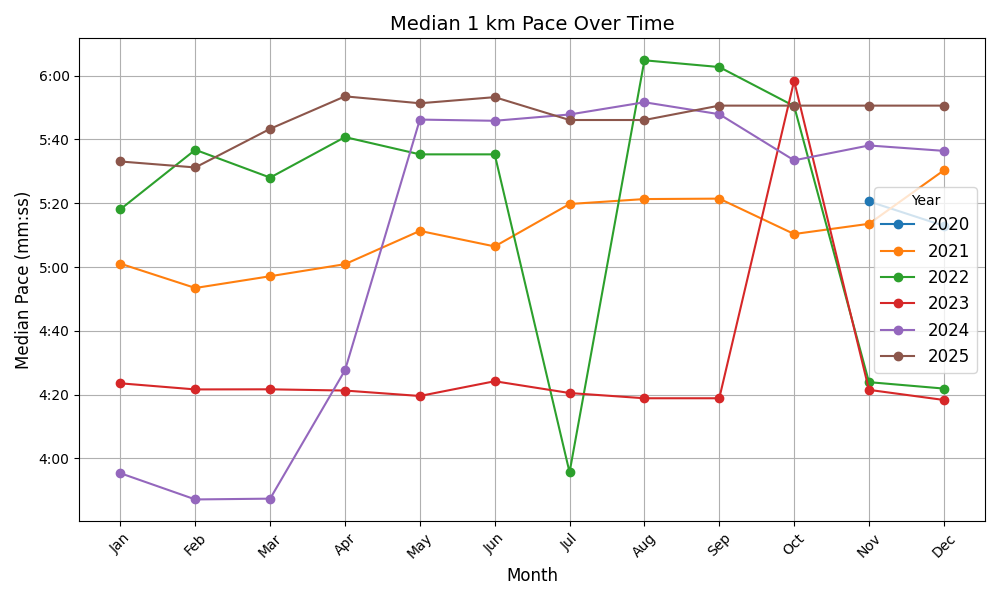 Median 1 km Pace Over Time
Median Pace (mm:ss)
6:00
5:40
5:20
5:00
4:40
4:20
4:00
Year
2020
2021
2022
2023
2024
2025
Jan
Feb
Mar
Apr
May
Jun
Jul
Aug
Sep
Oct
Nov
Dec
Month